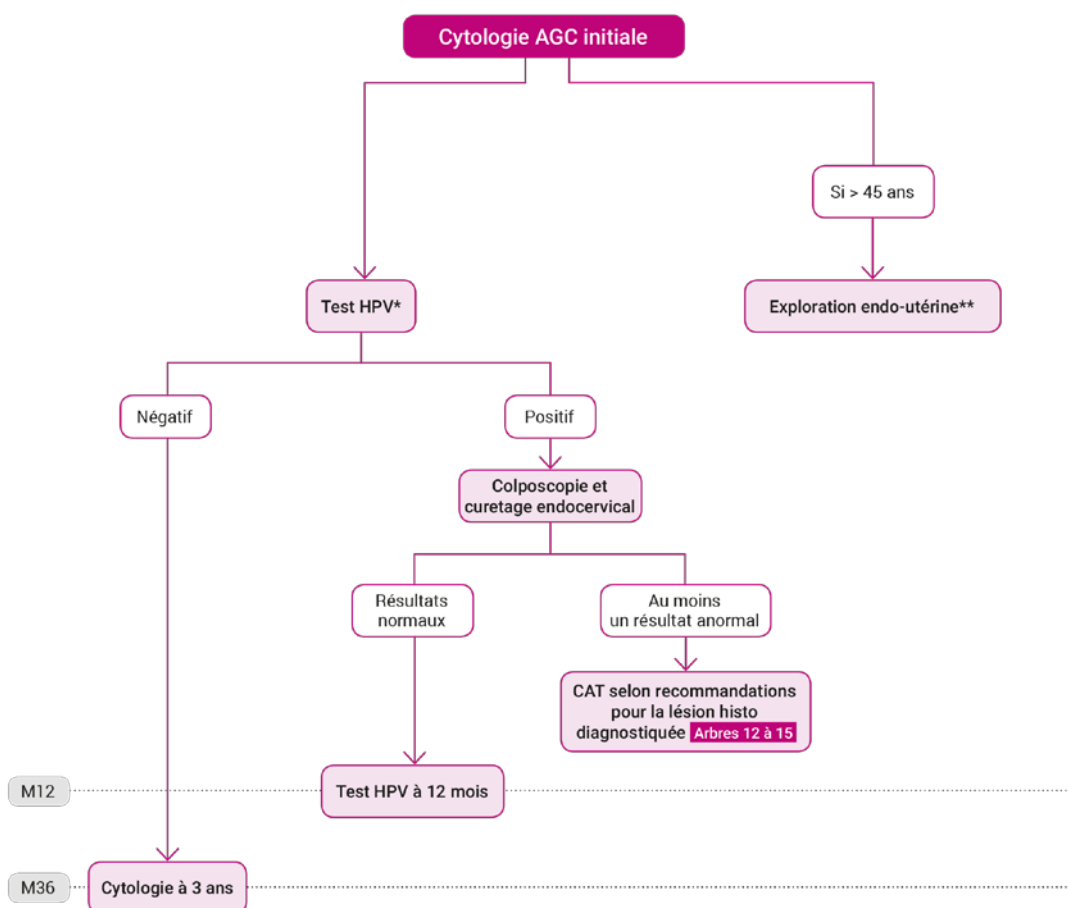 Cytologie AGC initiale
Si > 45 ans
Test HPV*
Exploration endo-utérine**
Négatif
Positif
Colposcopie et
curetage endocervical
Résultats
normaux
Au moins
un résultat anormal
CAT selon recommandations
pour la lésion histo
diagnostiquée Arbres 12 à 15
M12
Test HPV à 12 mois
M36
Cytologie à 3 ans